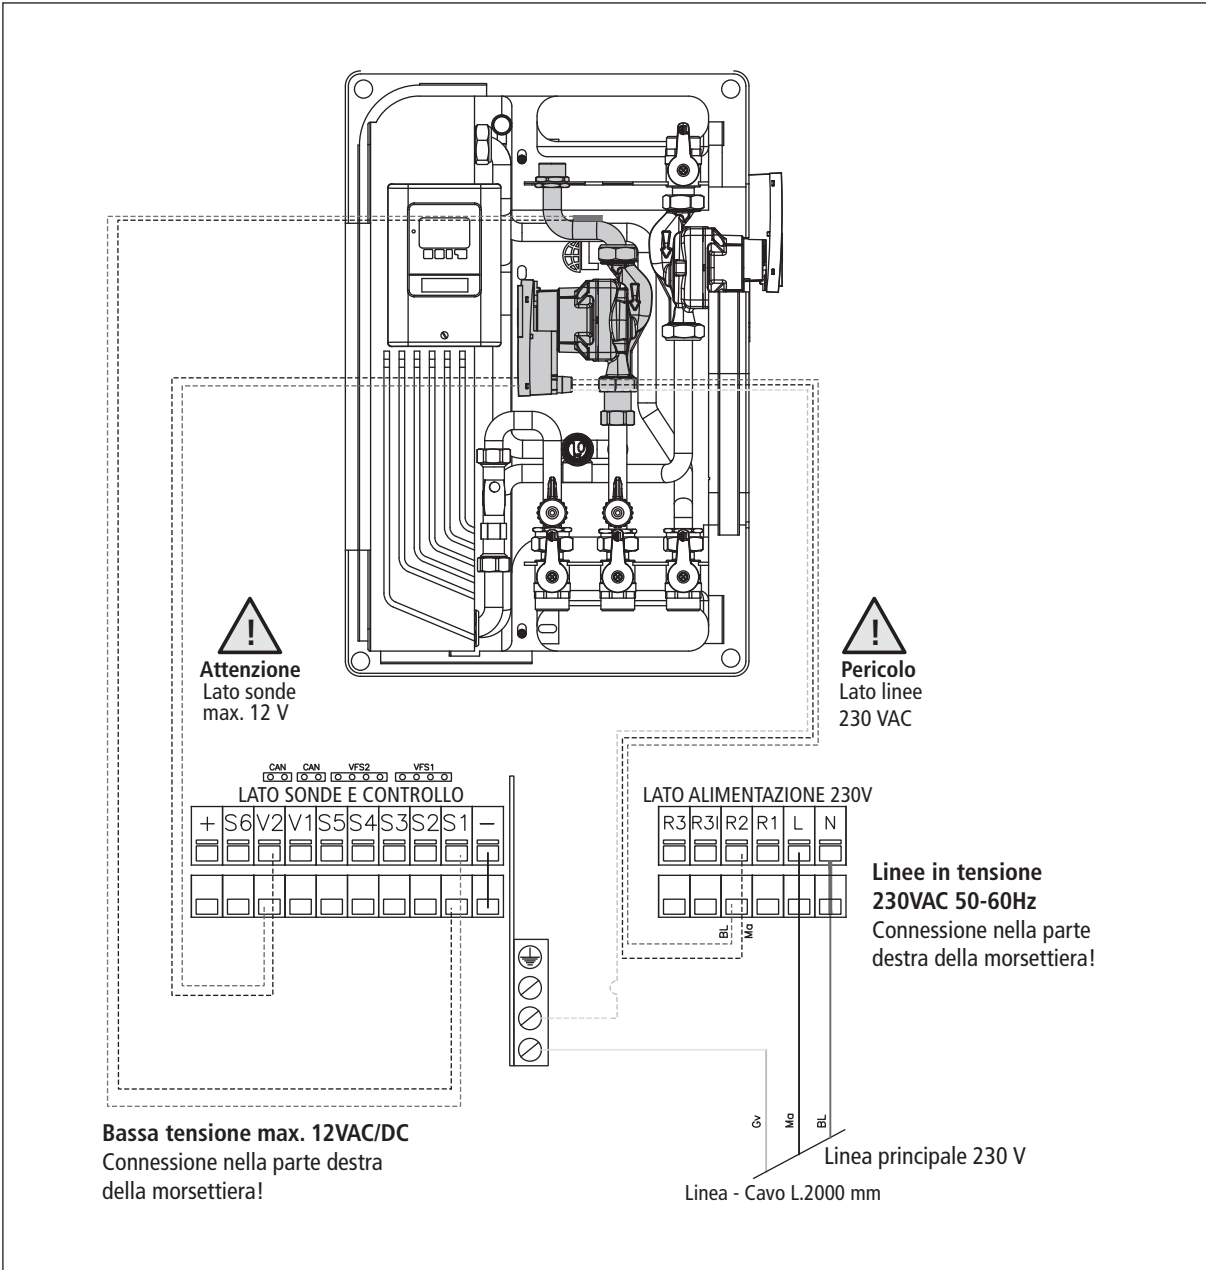 10
!
Attenzione
Lato sonde
max. 12 V
!
Pericolo
Lato linee
230 VAC
CAN CAN VFS2 VFS1
LATO SONDE E CONTROLLO
+ S6 V2 V1 S5 S4 S3 S2 S1 -
LATO ALIMENTAZIONE 230V
R3 R3I R2 R1 L N
BL Ma
Linee in tensione
230VAC 50-60Hz
Connessione nella parte
destra della morsettiera!
Gv Ma BL
Bassa tensione max. 12VAC/DC
Connessione nella parte destra
della morsettiera!
Linea principale 230 V
Linea - Cavo L.2000 mm